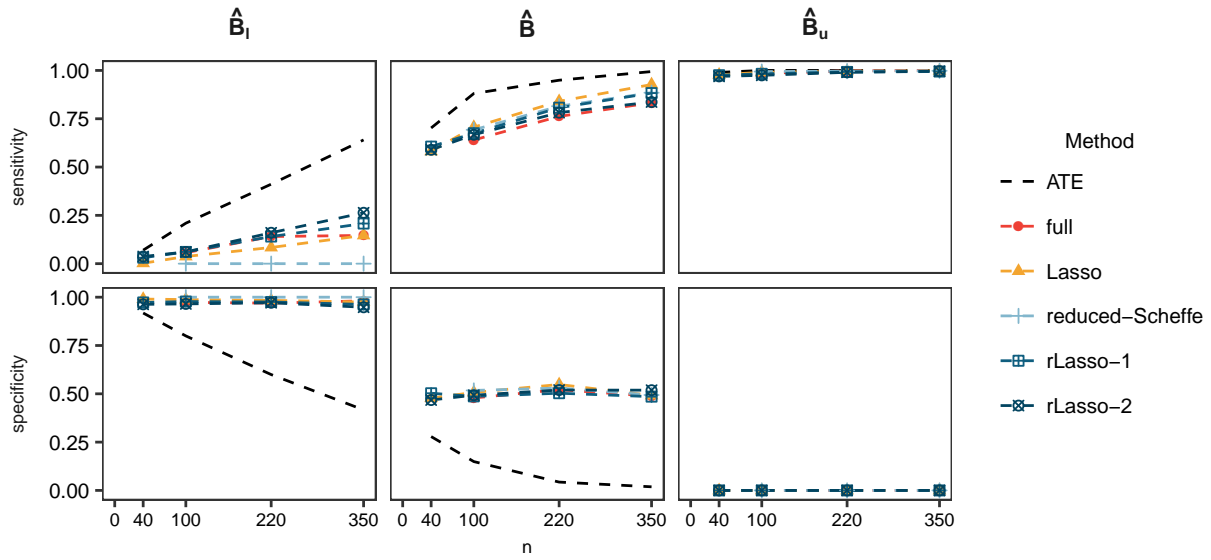 B̂ₗ B̂ B̂ᵤ
sensitivity
1.00
0.75
0.50
0.25
0.00
specificity
1.00
0.75
0.50
0.25
0.00
0 40 100 220 350 0 40 100 220 350 0 40 100 220 350
n
Method
ATE
full
Lasso
reduced−Scheffe
rLasso−1
rLasso−2